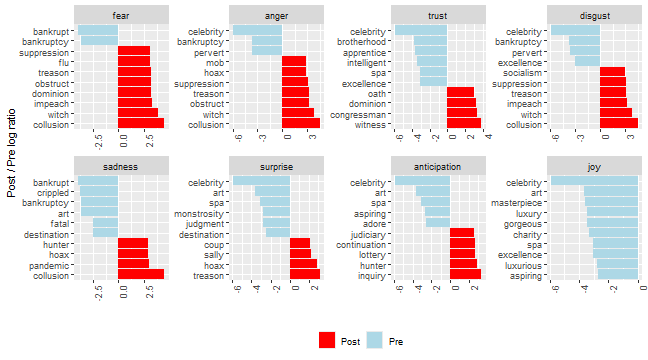 fear
bankrupt
bankruptcy
suppression
flu
treason
obstruct
dominion
impeach
witch
collusion
-2.5
0.0
2.5
anger
celebrity
bankruptcy
pervert
mob
hoax
suppression
treason
obstruct
witch
collusion
-6
-4
-2
0
2
trust
celebrity
brotherhood
apprentice
intelligent
spa
excellence
oath
dominion
congressman
witness
-6
-4
-2
0
2
4
disgust
celebrity
bankruptcy
pervert
excellence
socialism
suppression
treason
impeach
witch
collusion
-6
-3
0
3
Post / Pre log ratio
sadness
bankrupt
crippled
bankruptcy
art
fatal
destination
hunter
hoax
pandemic
collusion
-2.5
0.0
2.5
surprise
celebrity
art
spa
monstrosity
judgment
destination
coup
sally
hoax
treason
-6
-4
-2
0
2
anticipation
celebrity
art
spa
aspiring
adore
judiciary
continuation
lottery
hunter
inquiry
-6
-4
-2
0
2
joy
celebrity
art
masterpiece
luxury
gorgeous
charity
spa
excellence
luxurious
aspiring
-6
-4
-2
0
Post
Pre